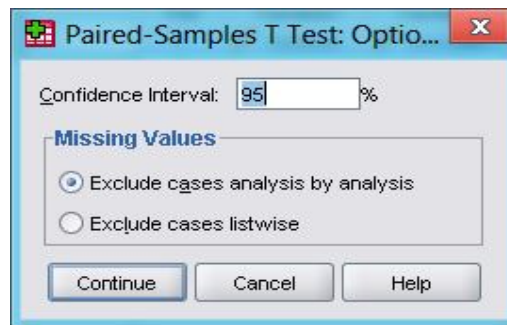 Paired-Samples T Test: Optio...
Confidence Interval: 95 %
Missing Values
Exclude cases analysis by analysis
Exclude cases listwise
Continue Cancel Help